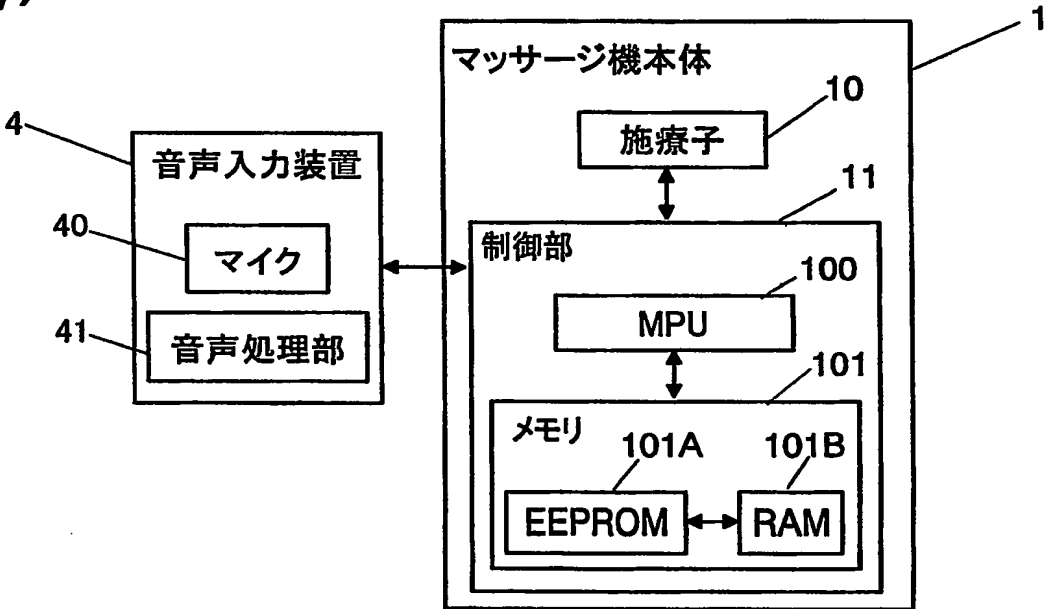 1
マッサージ機本体
10
施療子
4
音声入力装置
11
制御部
40
マイク
100
MPU
41
音声処理部
101
メモリ
101A
101B
EEPROM
RAM